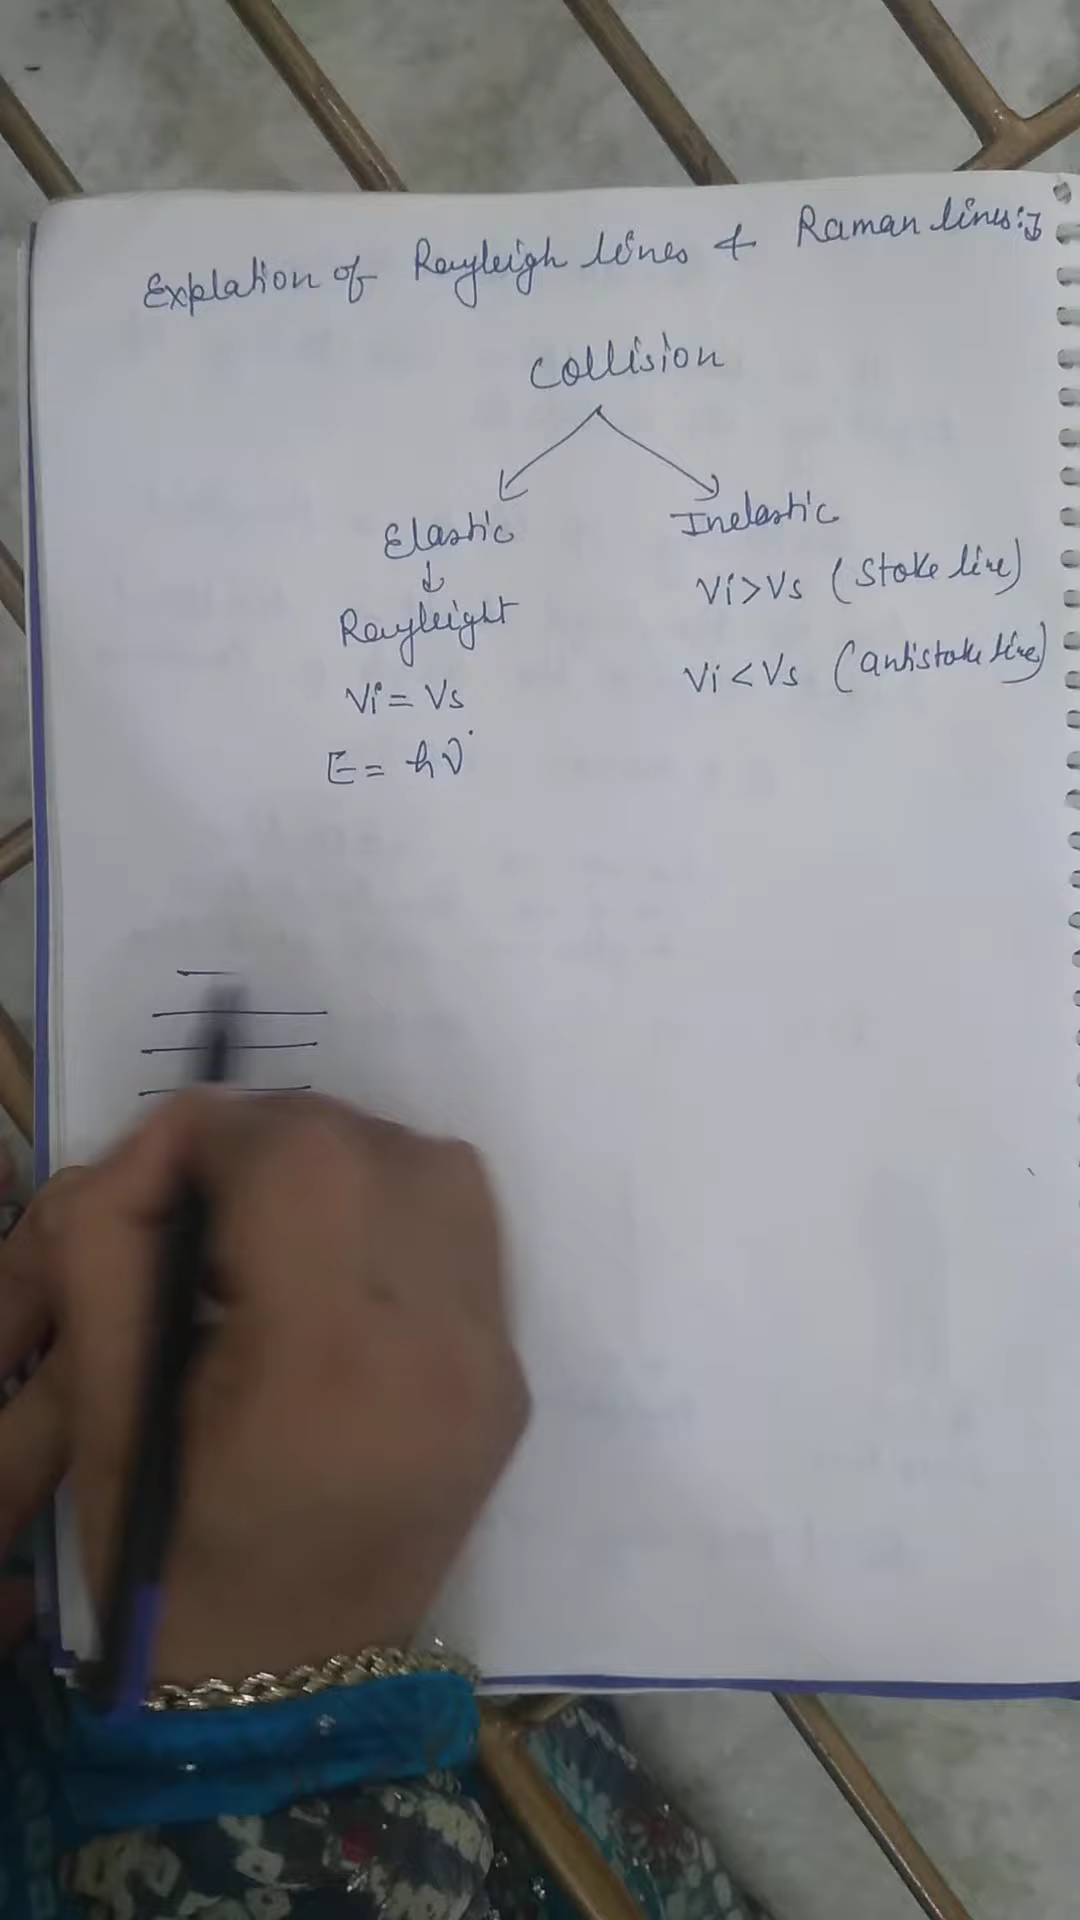 Explation of Rayleigh lines & Raman lines:→
Collision
Elastic
Inelastic
↓
Rayleight
Vi = Vs
E = hν
Vi > Vs (Stoke line)
Vi < Vs (antistoke line)